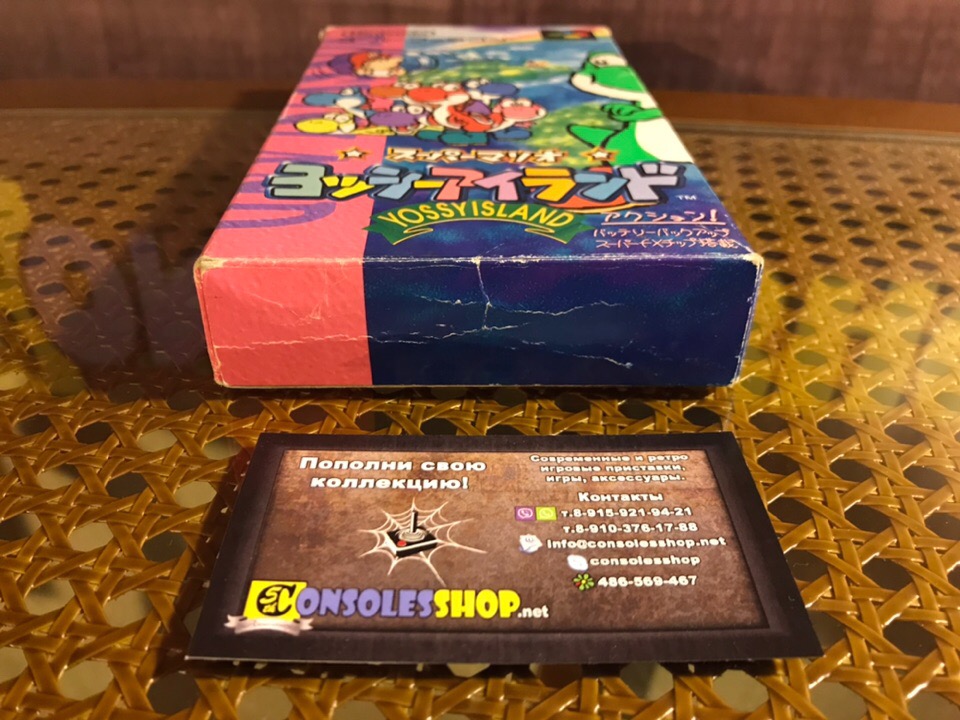 スーパーマリオ
ヨッシーアイランド
YOSSY ISLAND
TM
アクション!
バッテリーバックアップ
スーパーFXチップ搭載
Пополни свою
коллекцию!
Современные и ретро
игровые приставки,
игры, аксессуары.
Контакты
т.8-915-921-94-21
т.8-910-376-17-88
info@consolesshop.net
consolesshop
486-569-467
CONSOLESSHOP.net